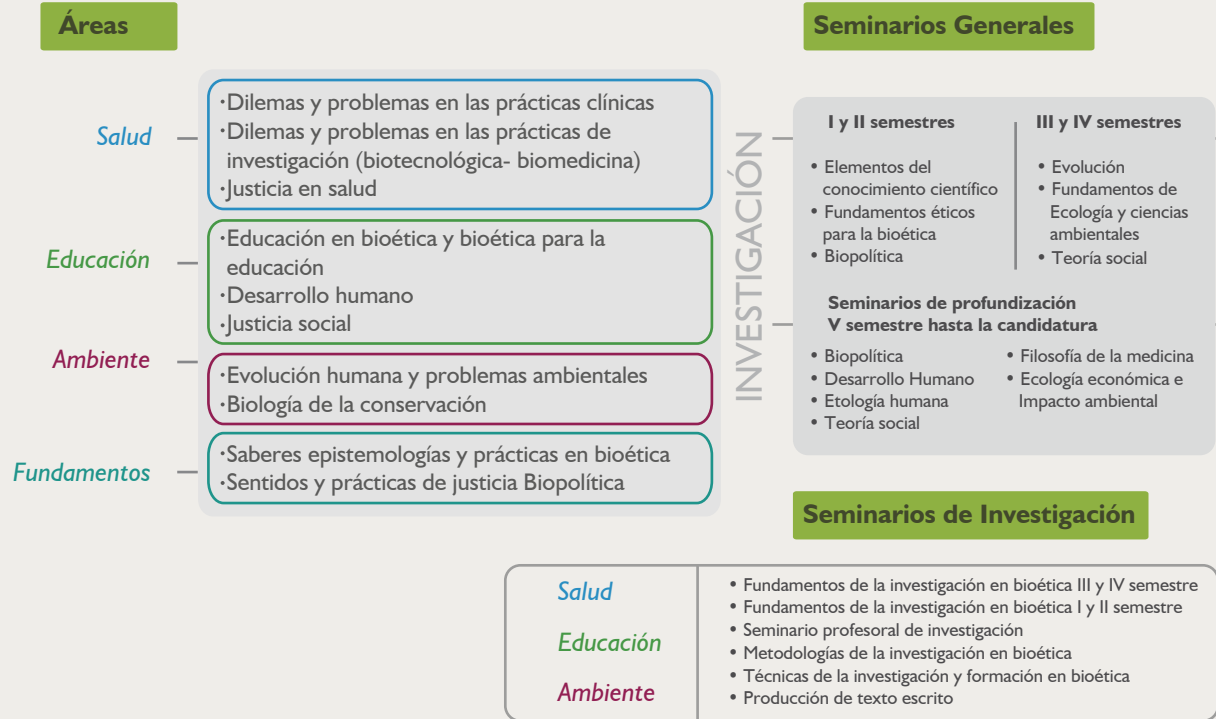 Áreas
Salud
·Dilemas y problemas en las prácticas clínicas
·Dilemas y problemas en las prácticas de
investigación (biotecnológica- biomedicina)
·Justicia en salud
Educación
·Educación en bioética y bioética para la
educación
·Desarrollo humano
·Justicia social
Ambiente
·Evolución humana y problemas ambientales
·Biología de la conservación
Fundamentos
·Saberes epistemologías y prácticas en bioética
·Sentidos y prácticas de justicia Biopolítica
INVESTIGACIÓN
Seminarios Generales
I y II semestres
• Elementos del
conocimiento científico
• Fundamentos éticos
para la bioética
• Biopolítica
III y IV semestres
• Evolución
• Fundamentos de
Ecología y ciencias
ambientales
• Teoría social
Seminarios de profundización
V semestre hasta la candidatura
• Biopolítica
• Desarrollo Humano
• Etología humana
• Teoría social
• Filosofía de la medicina
• Ecología económica e
Impacto ambiental
Seminarios de Investigación
Salud
Educación
Ambiente
• Fundamentos de la investigación en bioética III y IV semestre
• Fundamentos de la investigación en bioética I y II semestre
• Seminario profesoral de investigación
• Metodologías de la investigación en bioética
• Técnicas de la investigación y formación en bioética
• Producción de texto escrito